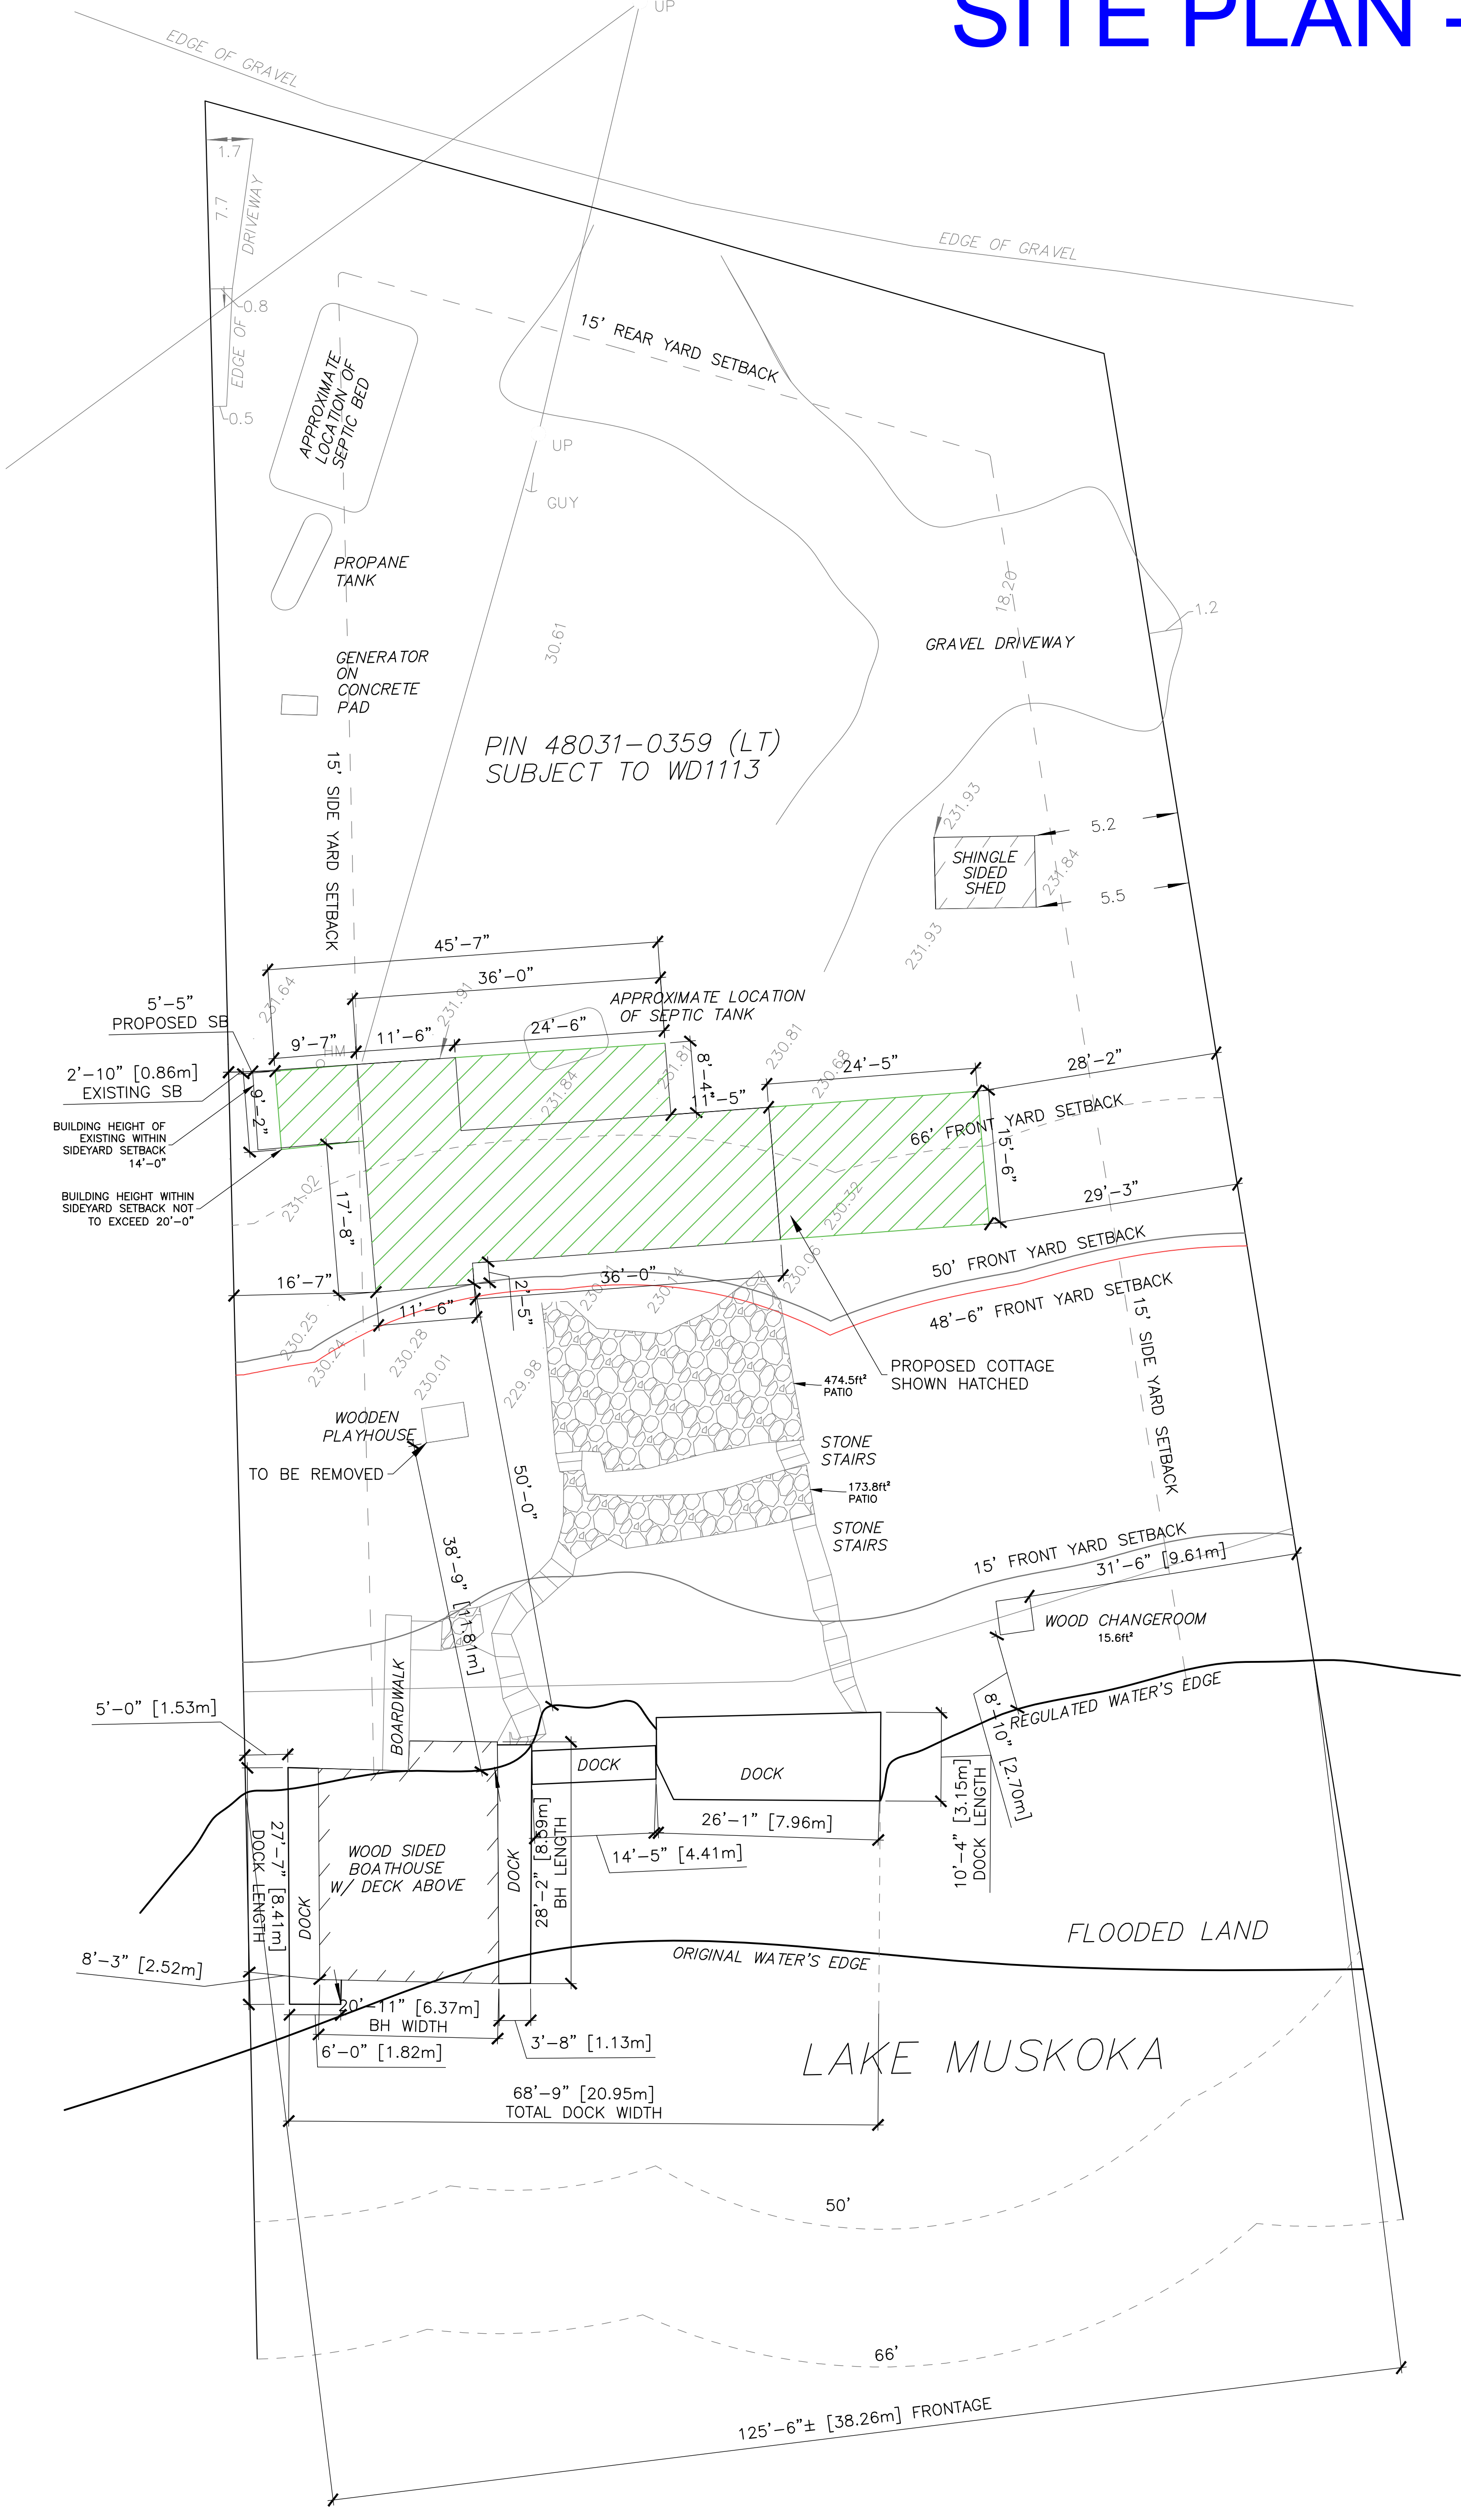 SITE PLAN -
UP
EDGE OF GRAVEL
1.7
7.7
DRIVEWAY
EDGE OF GRAVEL
0.8
EDGE OF
0.5
15' REAR YARD SETBACK
APPROXIMATE
LOCATION OF
SEPTIC BED
UP
GUY
PROPANE
TANK
18.20
1.2
30.61
GRAVEL DRIVEWAY
GENERATOR
ON
CONCRETE
PAD
PIN 48031-0359 (LT)
SUBJECT TO WD1113
15' SIDE YARD SETBACK
231.93
5.2
SHINGLE
SIDED
SHED
231.84
5.5
231.93
45'-7"
36'-0"
231.64
231.91
APPROXIMATE LOCATION
OF SEPTIC TANK
5'-5"
PROPOSED SB
9'-7"
HM
11'-6"
24'-6"
8'-4"
231.81
230.81
230.68
24'-5"
28'-2"
2'-10" [0.86m]
EXISTING SB
9'-2"
231.84
11'-5"
66' FRONT YARD SETBACK
BUILDING HEIGHT OF
EXISTING WITHIN
SIDEYARD SETBACK
14'-0"
15'-6"
BUILDING HEIGHT WITHIN
SIDEYARD SETBACK NOT
TO EXCEED 20'-0"
231.02
17'-8"
230.32
29'-3"
50' FRONT YARD SETBACK
16'-7"
36'-0"
230.14
230.06
11'-6"
2'-5"
48'-6" FRONT YARD SETBACK
230.25
230.24
230.28
230.01
229.98
15' SIDE YARD SETBACK
PROPOSED COTTAGE
SHOWN HATCHED
474.5ft²
PATIO
WOODEN
PLAYHOUSE
TO BE REMOVED
STONE
STAIRS
50'-0"
173.8ft²
PATIO
STONE
STAIRS
38'-9" [11.81m]
15' FRONT YARD SETBACK
31'-6" [9.61m]
WOOD CHANGEROOM
15.6ft²
BOARDWALK
5'-0" [1.53m]
8'-10" [2.70m]
REGULATED WATER'S EDGE
DOCK
DOCK
26'-1" [7.96m]
14'-5" [4.41m]
10'-4" [3.15m]
DOCK LENGTH
27'-7" [8.41m]
DOCK LENGTH
DOCK
WOOD SIDED
BOATHOUSE
W/ DECK ABOVE
DOCK
28'-2" [8.59m]
BH LENGTH
FLOODED LAND
8'-3" [2.52m]
ORIGINAL WATER'S EDGE
20'-11" [6.37m]
BH WIDTH
6'-0" [1.82m]
3'-8" [1.13m]
LAKE MUSKOKA
68'-9" [20.95m]
TOTAL DOCK WIDTH
50'
66'
125'-6"± [38.26m] FRONTAGE